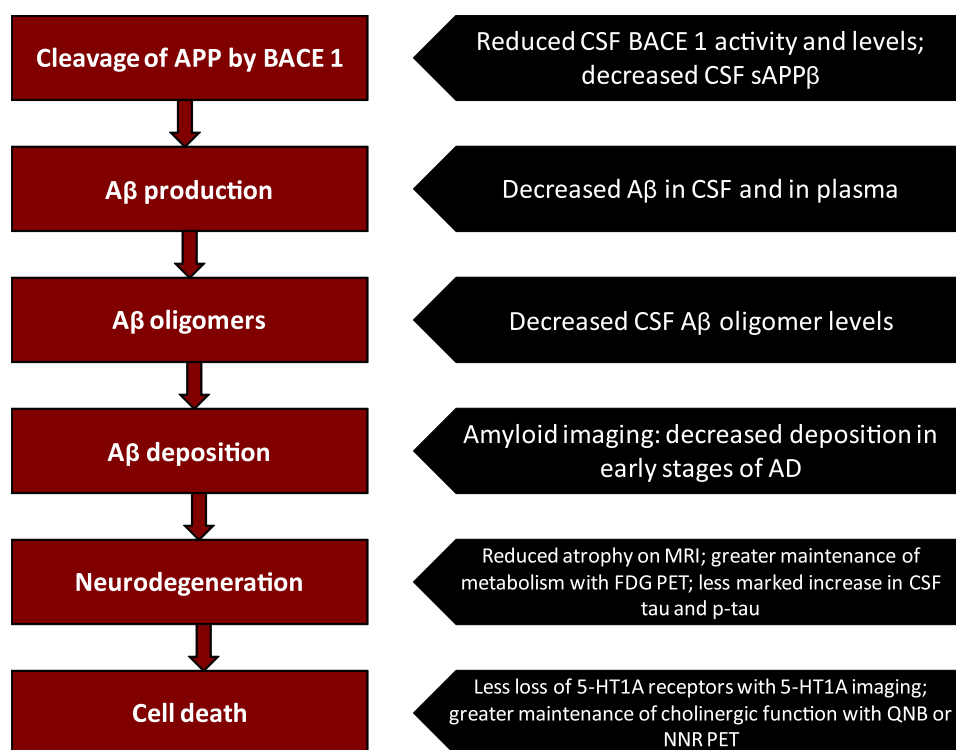 Cleavage of APP by BACE 1
Reduced CSF BACE 1 activity and levels;
decreased CSF sAPPβ
Aβ production
Decreased Aβ in CSF and in plasma
Aβ oligomers
Decreased CSF Aβ oligomer levels
Aβ deposition
Amyloid imaging: decreased deposition in
early stages of AD
Neurodegeneration
Reduced atrophy on MRI; greater maintenance of
metabolism with FDG PET; less marked increase in CSF
tau and p-tau
Cell death
Less loss of 5-HT1A receptors with 5-HT1A imaging;
greater maintenance of cholinergic function with QNB or
NNR PET